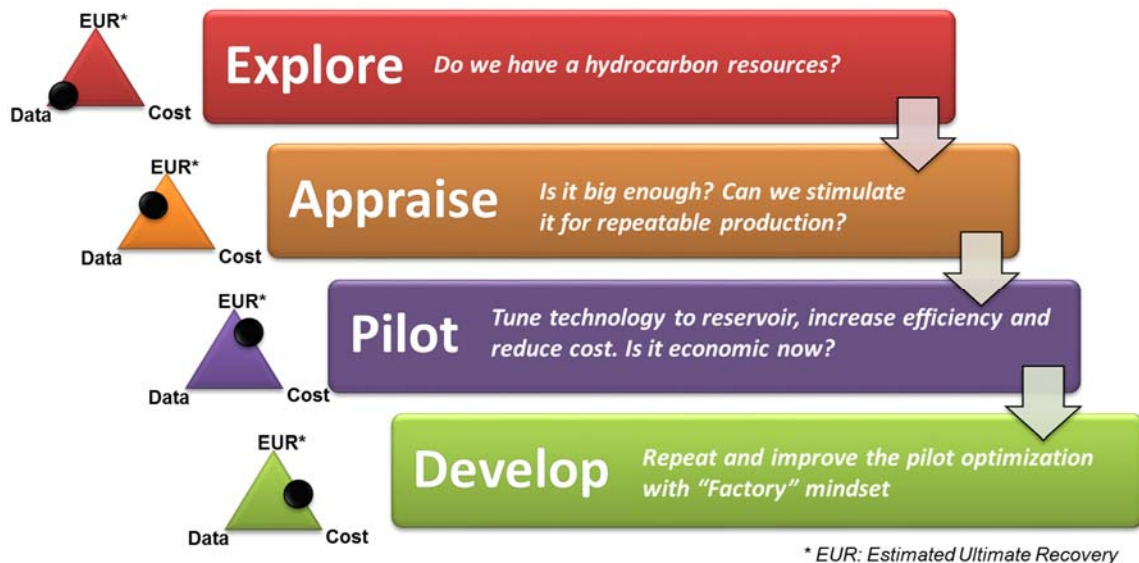 EUR*
Data
Cost
Explore
Do we have a hydrocarbon resources?
EUR*
Data
Cost
Appraise
Is it big enough? Can we stimulate
it for repeatable production?
EUR*
Data
Cost
Pilot
Tune technology to reservoir, increase efficiency and
reduce cost. Is it economic now?
EUR*
Data
Cost
Develop
Repeat and improve the pilot optimization
with “Factory” mindset
* EUR: Estimated Ultimate Recovery